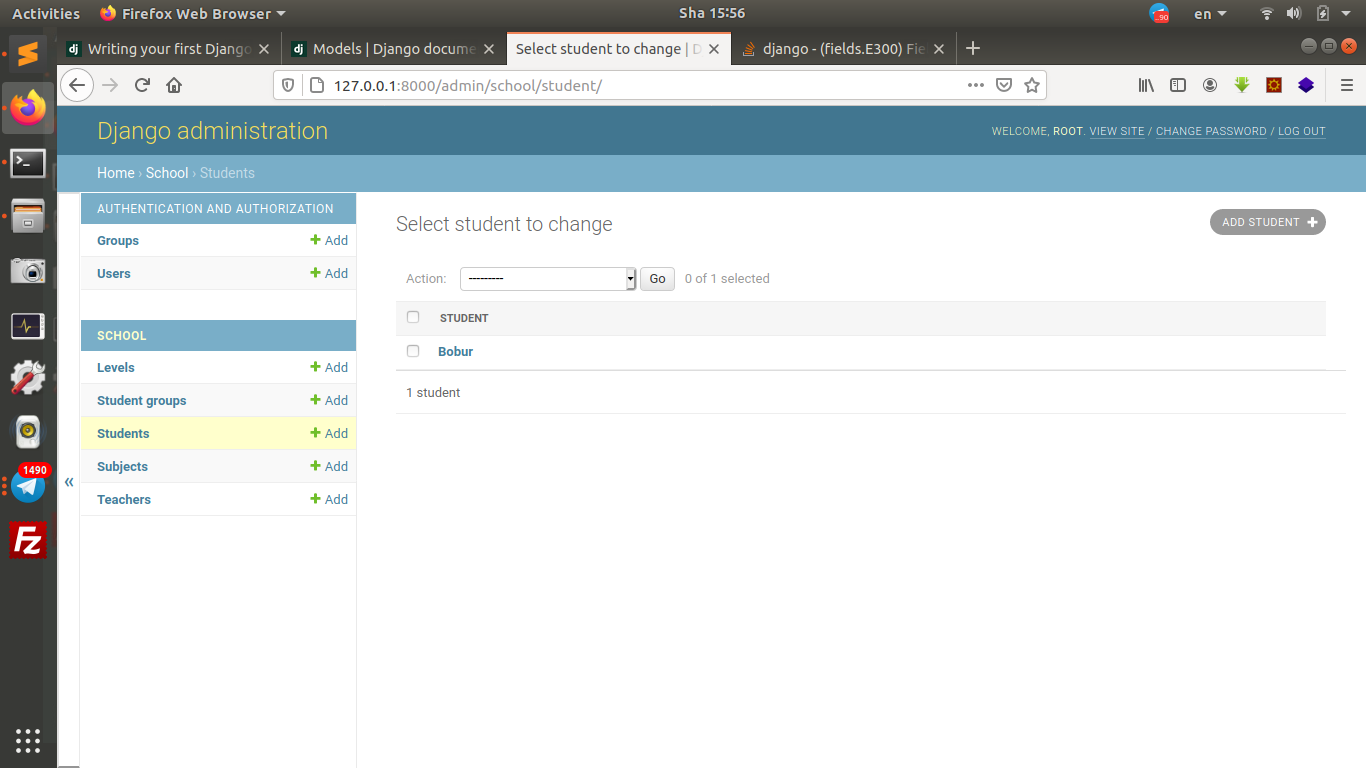 Activities Firefox Web Browser Sha 15:56 90 en
Writing your first Django Models | Django docume Select student to change | D django - (fields.E300) Fie
127.0.0.1:8000/admin/school/student/
Django administration
WELCOME, ROOT. VIEW SITE / CHANGE PASSWORD / LOG OUT
Home › School › Students
AUTHENTICATION AND AUTHORIZATION
Groups Add
Users Add
SCHOOL
Levels Add
Student groups Add
Students Add
Subjects Add
Teachers Add
«
Select student to change
ADD STUDENT
Action: --------- Go 0 of 1 selected
STUDENT
Bobur
1 student
1490
Fz